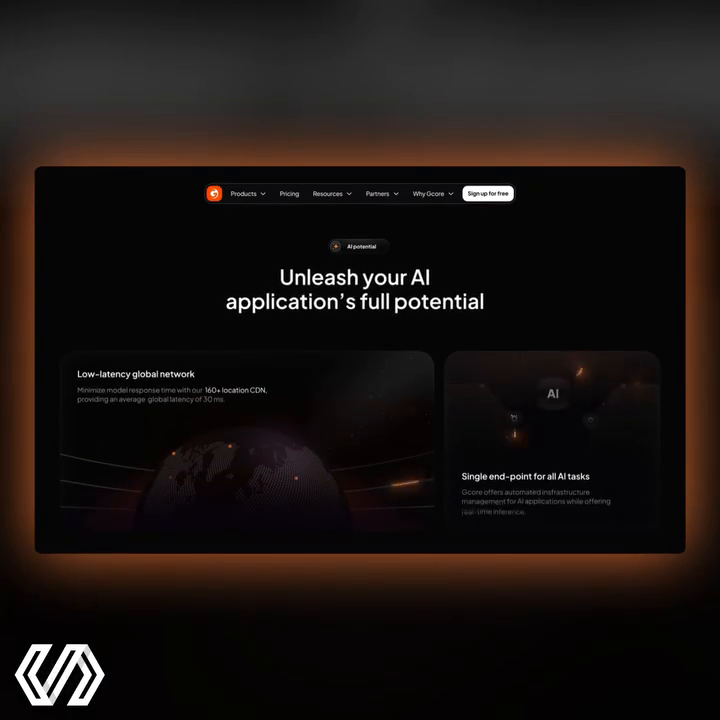 Products
Pricing
Resources
Partners
Why Gcore
Sign up for free
AI potential
Unleash your AI
application's full potential
Low-latency global network
Minimize model response time with our 160+ location CDN,
providing an average global latency of 30 ms.
AI
Single end-point for all AI tasks
Gcore offers automated insfrastructure
management for AI applications while offering
real-time inference.